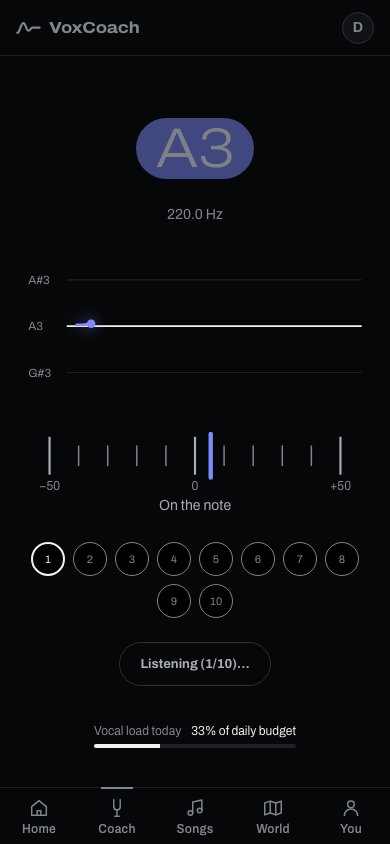 VoxCoach
D
A3
220.0 Hz
A#3
A3
G#3
−50 0 +50
On the note
1 2 3 4 5 6 7 8
9 10
Listening (1/10)...
Vocal load today 33% of daily budget
Home Coach Songs World You